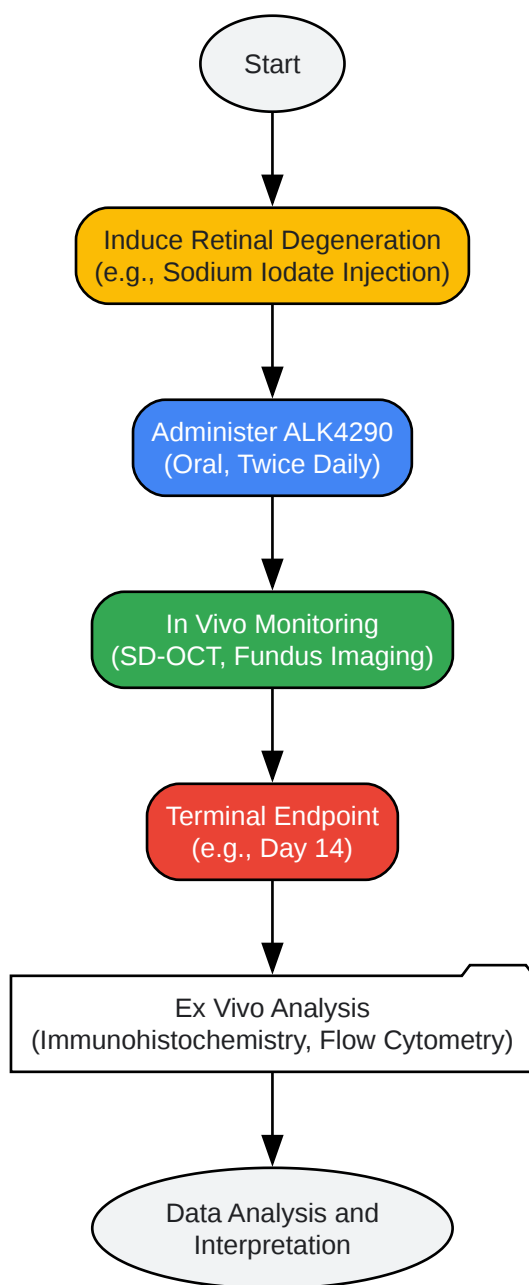 Start
Induce Retinal Degeneration
(e.g., Sodium Iodate Injection)
Administer ALK4290
(Oral, Twice Daily)
In Vivo Monitoring
(SD-OCT, Fundus Imaging)
Terminal Endpoint
(e.g., Day 14)
Ex Vivo Analysis
(Immunohistochemistry, Flow Cytometry)
Data Analysis and
Interpretation